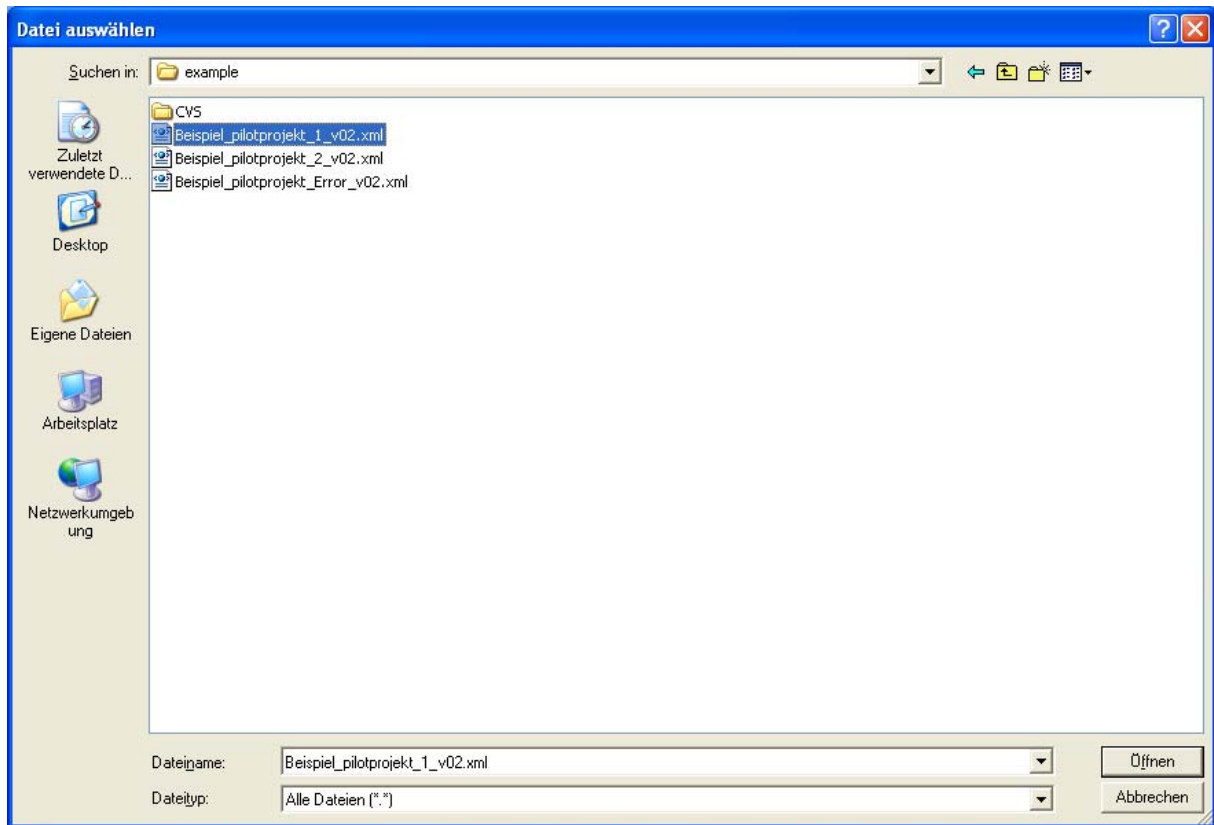 Datei auswählen
Suchen in:
example
Zuletzt
verwendete D...
Desktop
Eigene Dateien
Arbeitsplatz
Netzwerkumgeb
ung
CVS
Beispiel_pilotprojekt_1_v02.xml
Beispiel_pilotprojekt_2_v02.xml
Beispiel_pilotprojekt_Error_v02.xml
Dateiname:
Beispiel_pilotprojekt_1_v02.xml
Öffnen
Dateityp:
Alle Dateien (*.*)
Abbrechen